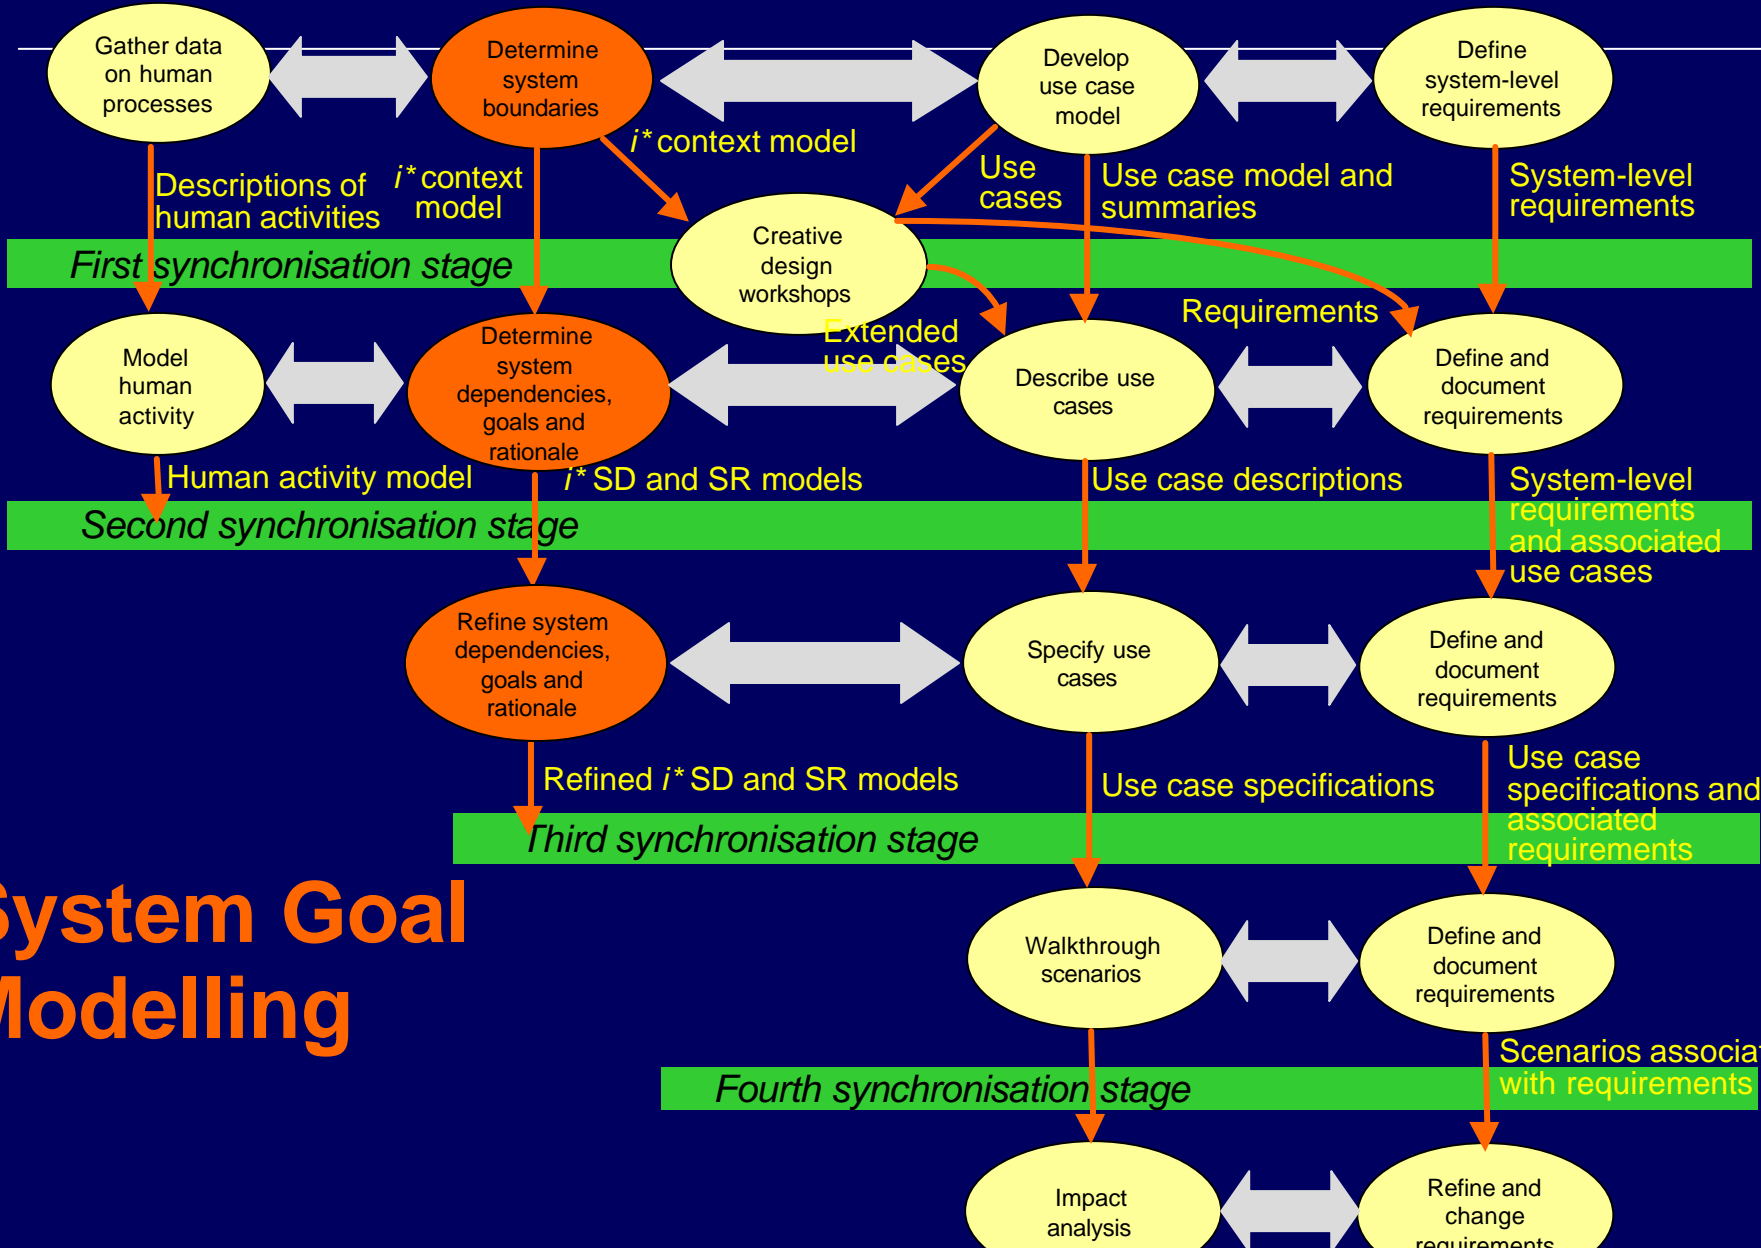 Gather data
on human
processes
Determine
system
boundaries
Develop
use case
model
Define
system-level
requirements
i* context model
Descriptions of
human activities
i* context
model
Use
cases
Use case model and
summaries
System-level
requirements
Creative
design
workshops
First synchronisation stage
Extended
use cases
Requirements
Model
human
activity
Determine
system
dependencies,
goals and
rationale
Describe use
cases
Define and
document
requirements
Human activity model
i* SD and SR models
Use case descriptions
System-level
requirements
and associated
use cases
Second synchronisation stage
Refine system
dependencies,
goals and
rationale
Specify use
cases
Define and
document
requirements
Refined i* SD and SR models
Use case specifications
Use case
specifications and
associated
requirements
Third synchronisation stage
System Goal
Modelling
Walkthrough
scenarios
Define and
document
requirements
Scenarios associat
with requirements
Fourth synchronisation stage
Impact
analysis
Refine and
change
requirements